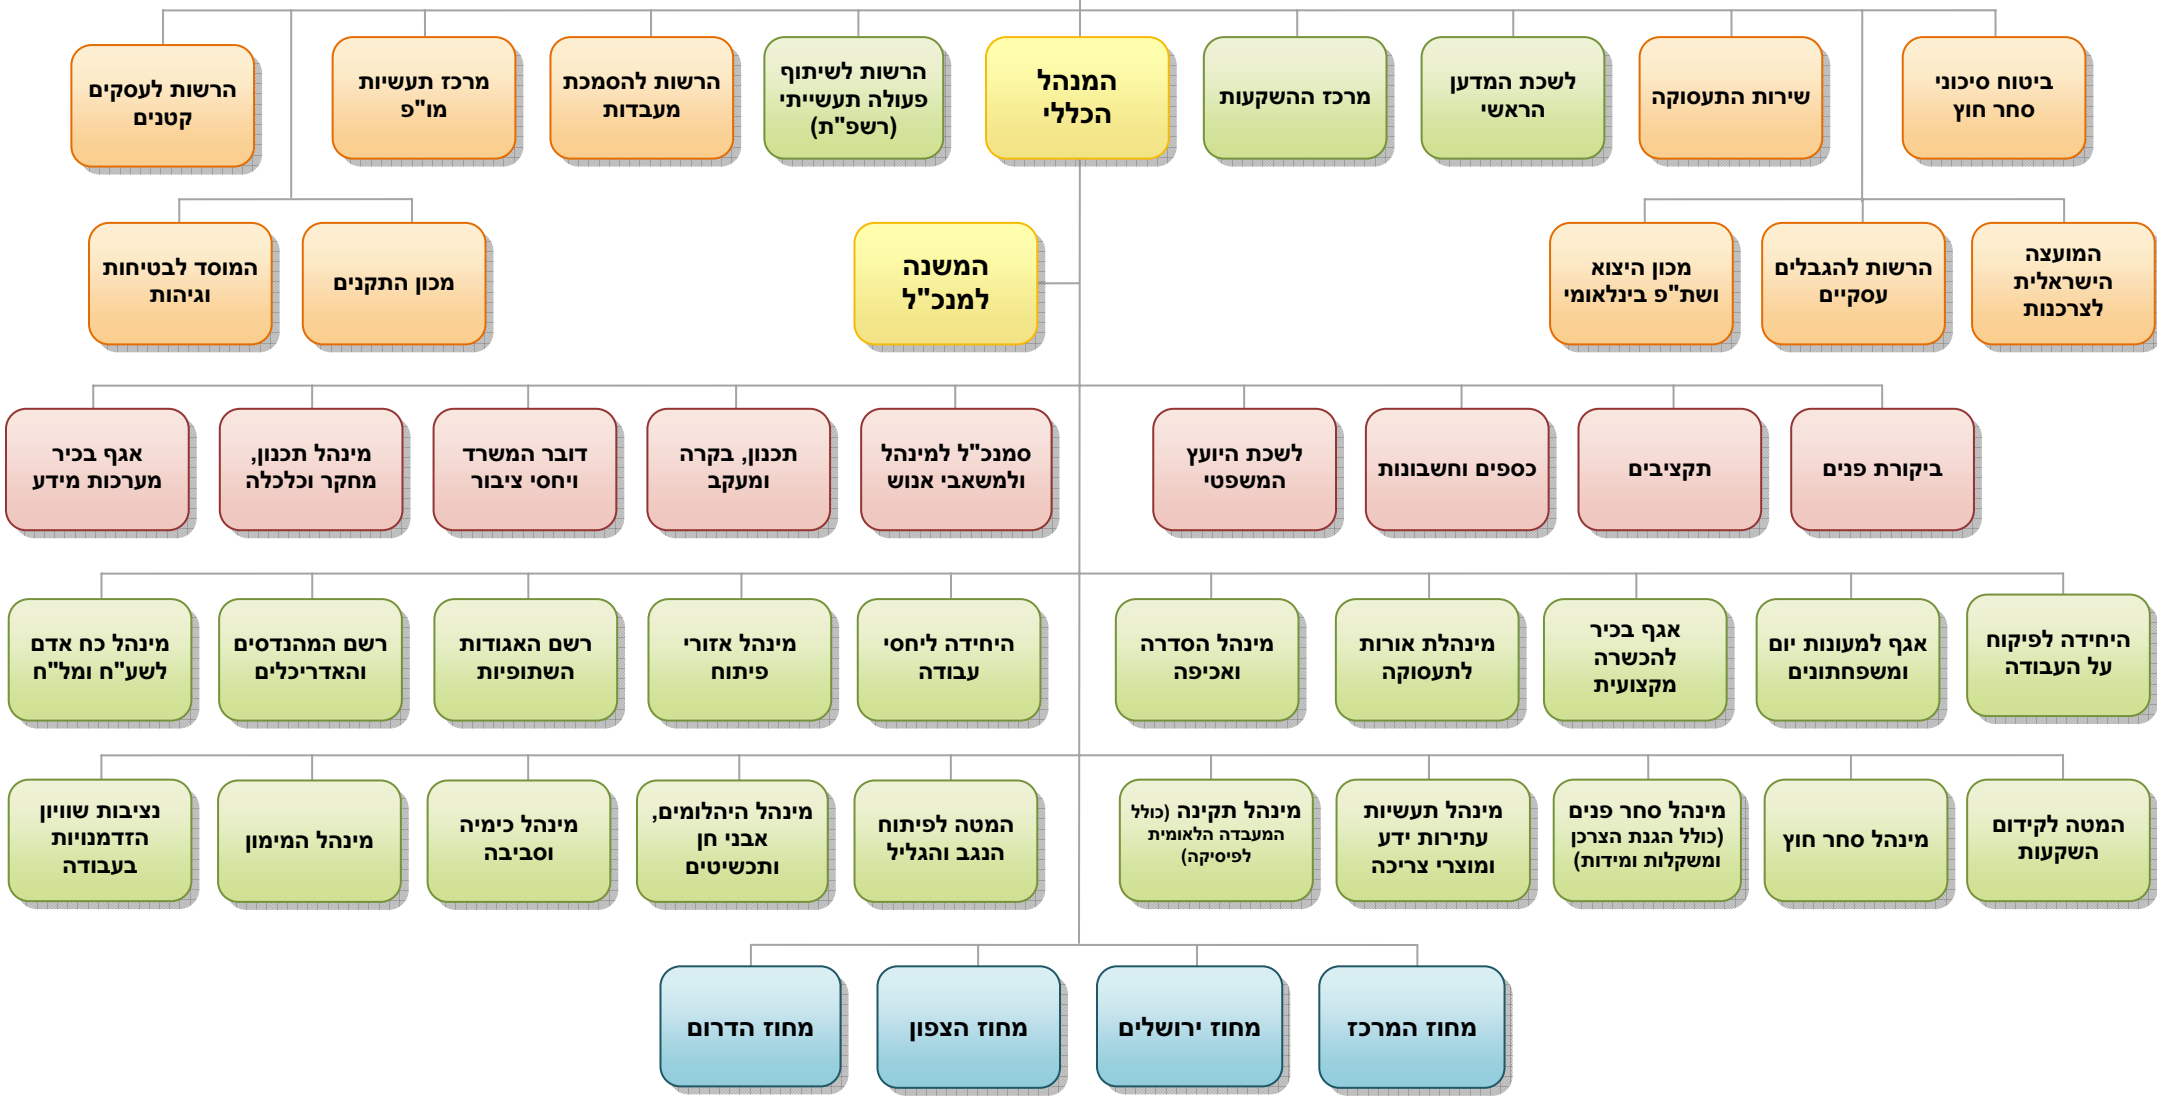 ביטוח סיכוני
סחר חוץ
שירות התעסוקה
לשכת המדען
הראשי
מרכז ההשקעות
המנהל
הכללי
הרשות לשיתוף
פעולה תעשייתי
(רשפ"ת)
הרשות להסמכת
מעבדות
מרכז תעשיות
מו"פ
הרשות לעסקים
קטנים
המועצה
הישראלית
לצרכנות
הרשות להגבלים
עסקיים
מכון היצוא
ושת"פ בינלאומי
המשנה
למנכ"ל
מכון התקנים
המוסד לבטיחות
וגיהות
ביקורת פנים
תקציבים
כספים וחשבונות
לשכת היועץ
המשפטי
סמנכ"ל למינהל
ולמשאבי אנוש
תכנון, בקרה
ומעקב
דובר המשרד
ויחסי ציבור
מינהל תכנון,
מחקר וכלכלה
אגף בכיר
מערכות מידע
היחידה לפיקוח
על העבודה
אגף למעונות יום
ומשפחתונים
אגף בכיר
להכשרה
מקצועית
מינהלת אורות
לתעסוקה
מינהל הסדרה
ואכיפה
היחידה ליחסי
עבודה
מינהל אזורי
פיתוח
רשם האגודות
השתופיות
רשם המהנדסים
והאדריכלים
מינהל כח אדם
לשע"ח ומל"ח
המטה לקידום
השקעות
מינהל סחר חוץ
מינהל סחר פנים
(כולל הגנת הצרכן
ומשקלות ומידות)
מינהל תעשיות
עתירות ידע
ומוצרי צריכה
מינהל תקינה (כולל
המעבדה הלאומית
לפיסיקה)
המטה לפיתוח
הנגב והגליל
מינהל היהלומים,
אבני חן
ותכשיטים
מינהל כימיה
וסביבה
מינהל המימון
נציבות שוויון
הזדמנויות
בעבודה
מחוז המרכז
מחוז ירושלים
מחוז הצפון
מחוז הדרום